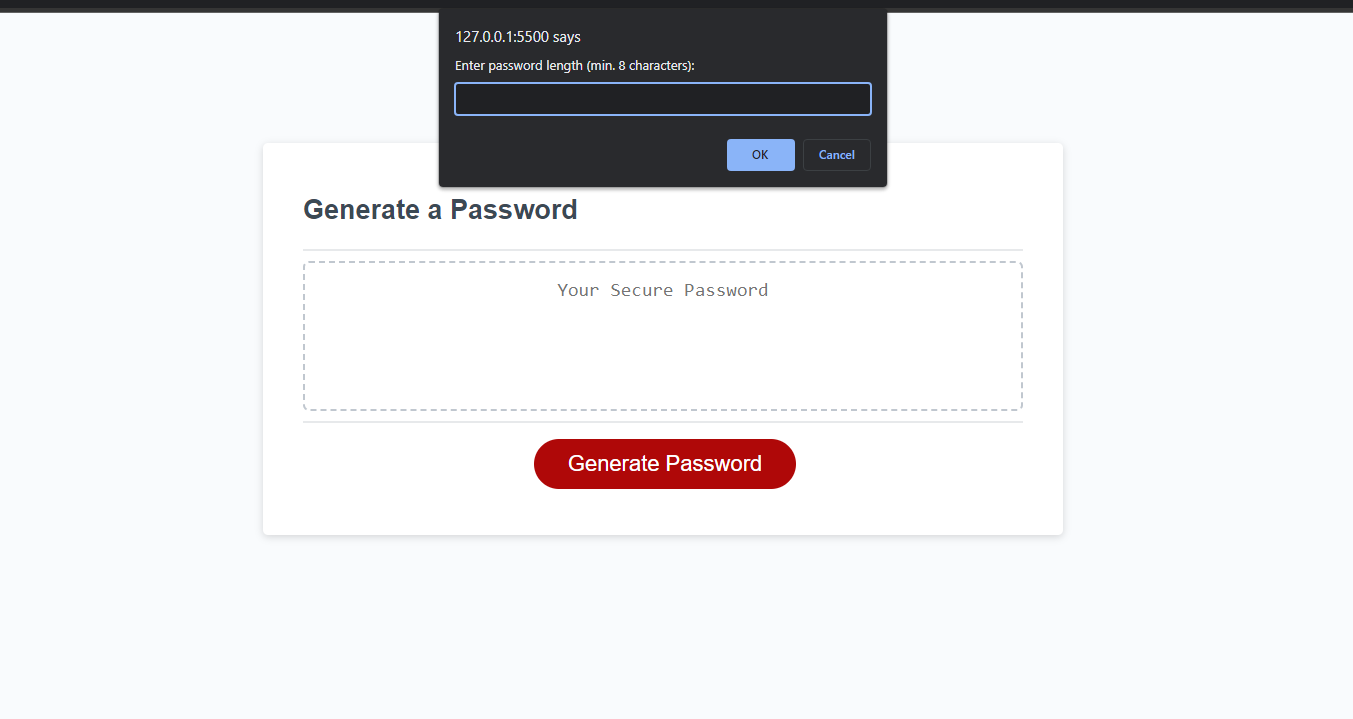 127.0.0.1:5500 says
Enter password length (min. 8 characters):
OK
Cancel
Generate a Password
Your Secure Password
Generate Password